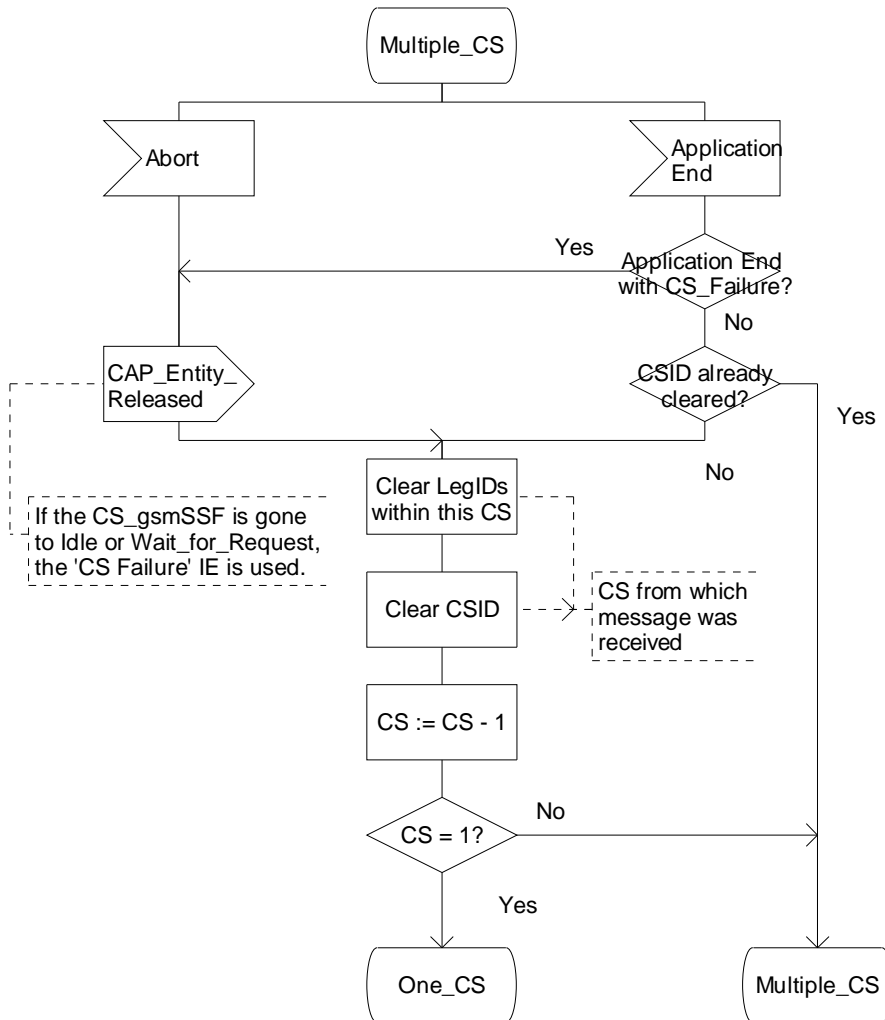 Multiple_CS
Abort
Application
End
Yes
Application End
with CS_Failure?
No
CAP_Entity_
Released
CSID already
cleared?
Yes
No
Clear LegIDs
within this CS
If the CS_gsmSSF is gone
to Idle or Wait_for_Request,
the 'CS Failure' IE is used.
Clear CSID
CS from which
message was
received
CS := CS - 1
CS = 1?
No
Yes
One_CS
Multiple_CS